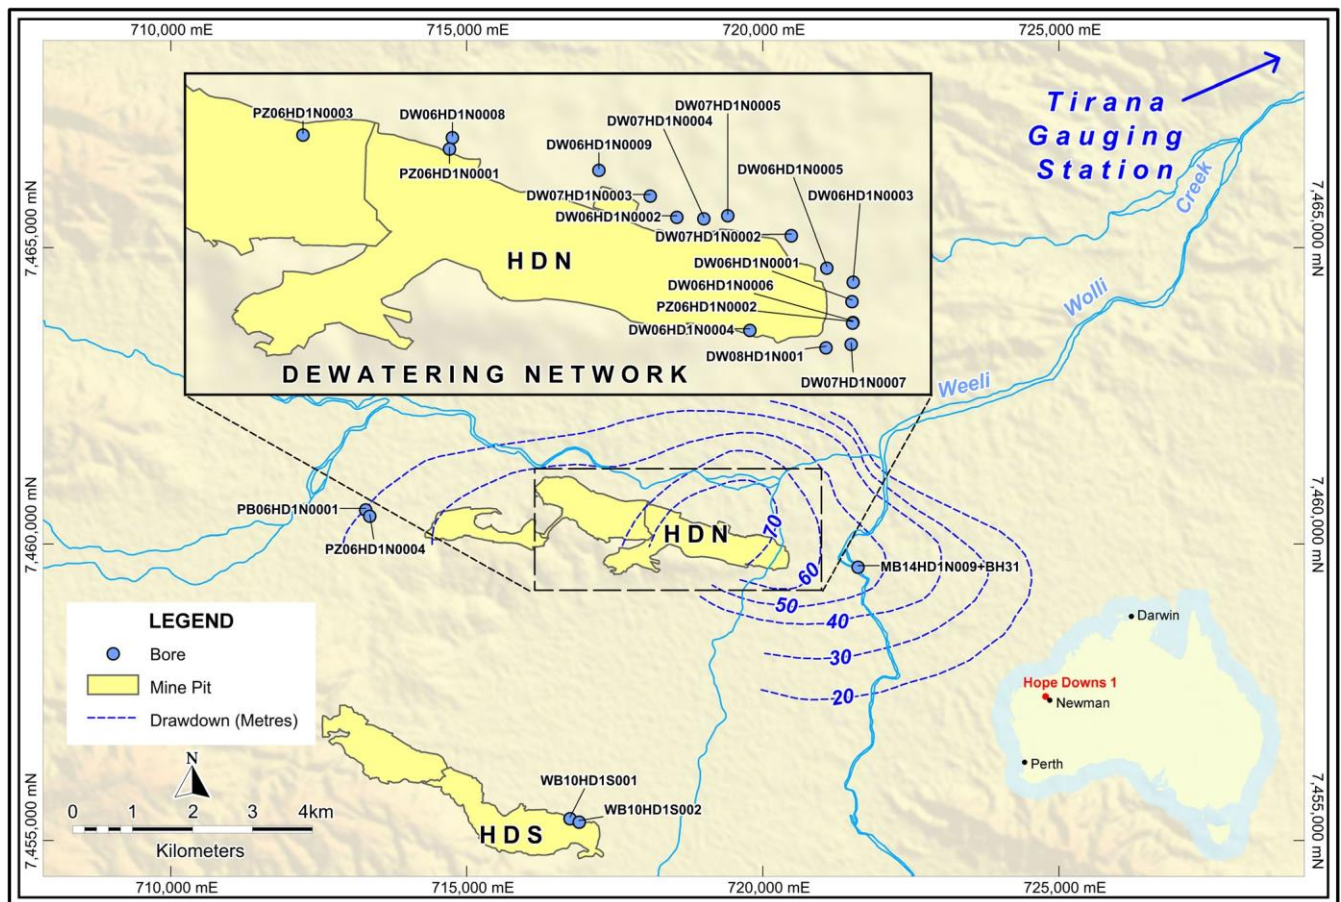 710,000 mE
715,000 mE
720,000 mE
725,000 mE
Tirana
Gauging
Station
PZ06HD1N0003
DW06HD1N0008
PZ06HD1N0001
DW06HD1N0009
DW07HD1N0005
DW07HD1N0004
DW06HD1N0005
DW06HD1N0003
DW07HD1N0003
DW06HD1N0002
DW07HD1N0002
DW06HD1N0001
DW06HD1N0006
PZ06HD1N0002
DW06HD1N0004
DW08HD1N001
DW07HD1N0007
HDN
DEWATERING NETWORK
7,465,000 mN
7,465,000 mN
Creek
Wolli
Weeli
PB06HD1N0001
PZ06HD1N0004
HDN
70
60
50
40
30
20
MB14HD1N009+BH31
7,460,000 mN
7,460,000 mN
LEGEND
Bore
Mine Pit
Drawdown (Metres)
N
0 1 2 3 4km
Kilometers
WB10HD1S001
WB10HD1S002
HDS
Darwin
Hope Downs 1
Newman
Perth
7,455,000 mN
7,455,000 mN
710,000 mE
715,000 mE
720,000 mE
725,000 mE